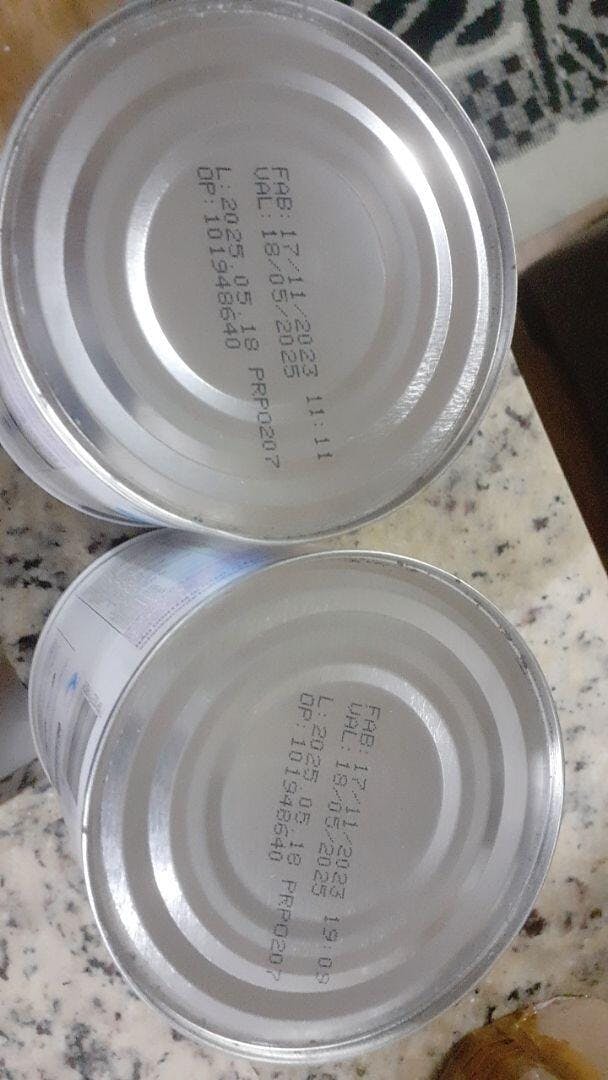 FAB: 17/11/2023 11:11
VAL: 18/05/2025
L: 2025.05.18 PRP0207
OP: 101948640
FAB: 17/11/2023 19:09
VAL: 18/05/2025
L: 2025.05.18 PRP0207
OP: 101948640